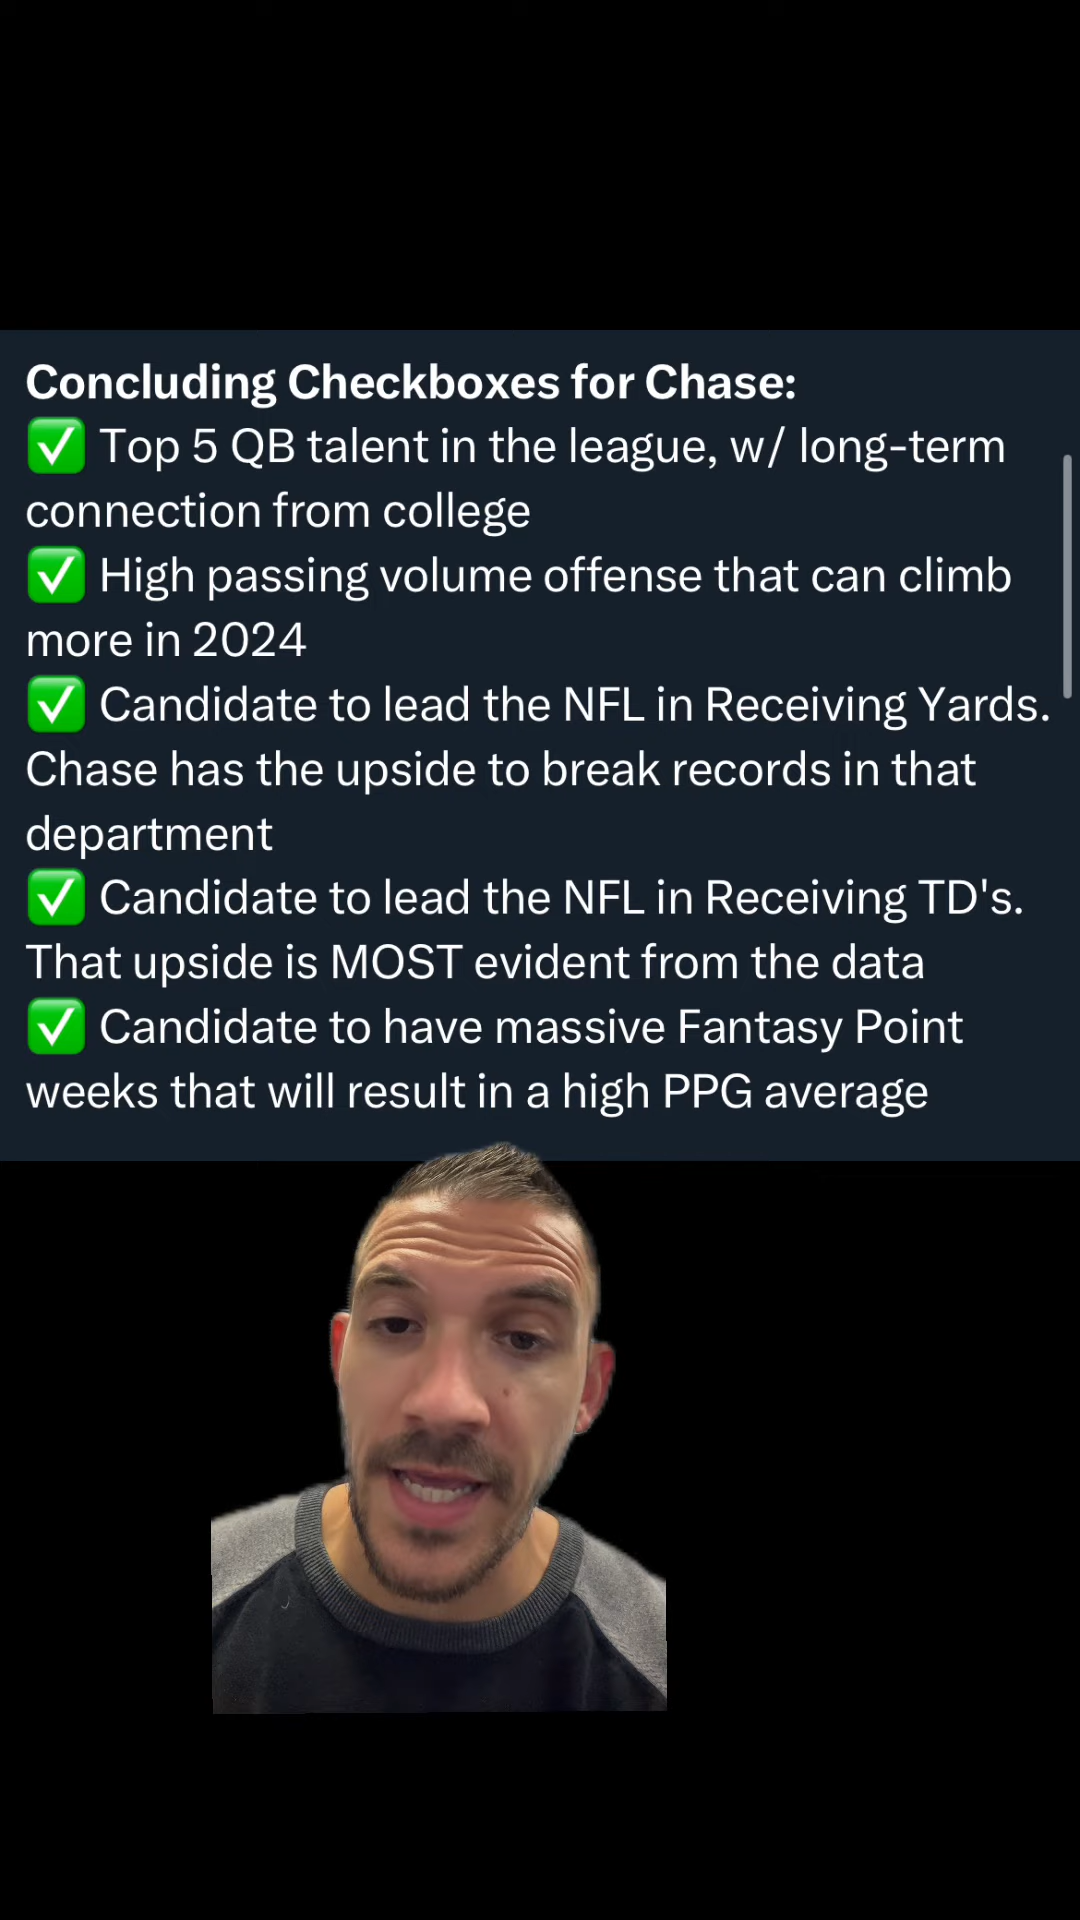 Concluding Checkboxes for Chase:
✅ Top 5 QB talent in the league, w/ long-term
connection from college
✅ High passing volume offense that can climb
more in 2024
✅ Candidate to lead the NFL in Receiving Yards.
Chase has the upside to break records in that
department
✅ Candidate to lead the NFL in Receiving TD's.
That upside is MOST evident from the data
✅ Candidate to have massive Fantasy Point
weeks that will result in a high PPG average